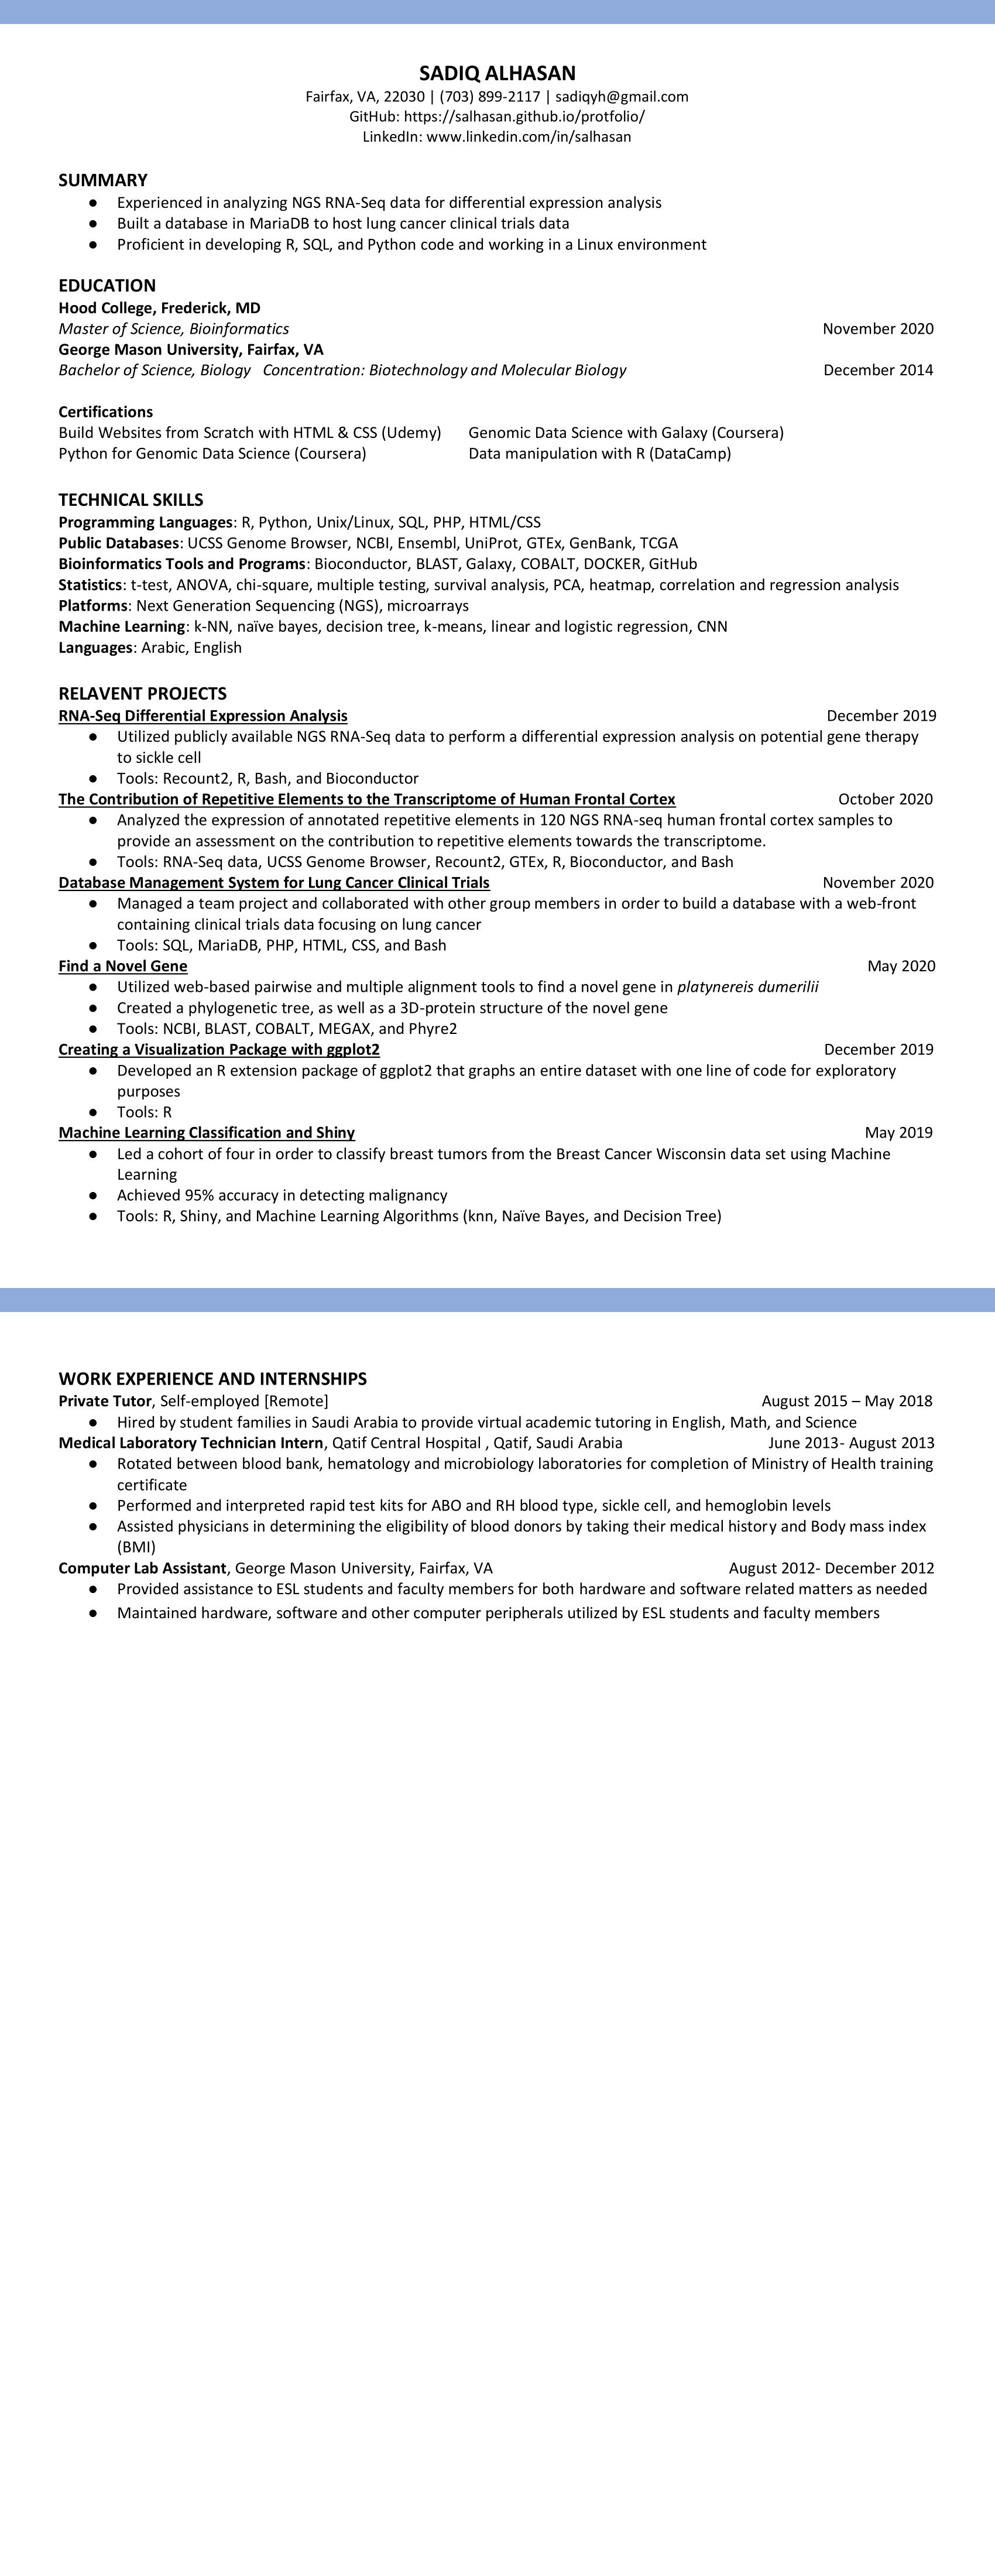 SADIQ ALHASAN
Fairfax, VA, 22030 | (703) 899-2117 | sadiqyh@gmail.com
GitHub: https://salhasan.github.io/protfolio/
LinkedIn: www.linkedin.com/in/salhasan
SUMMARY
● Experienced in analyzing NGS RNA-Seq data for differential expression analysis
● Built a database in MariaDB to host lung cancer clinical trials data
● Proficient in developing R, SQL, and Python code and working in a Linux environment
EDUCATION
Hood College, Frederick, MD
Master of Science, Bioinformatics November 2020
George Mason University, Fairfax, VA
Bachelor of Science, Biology Concentration: Biotechnology and Molecular Biology December 2014
Certifications
Build Websites from Scratch with HTML & CSS (Udemy) Genomic Data Science with Galaxy (Coursera)
Python for Genomic Data Science (Coursera) Data manipulation with R (DataCamp)
TECHNICAL SKILLS
Programming Languages: R, Python, Unix/Linux, SQL, PHP, HTML/CSS
Public Databases: UCSS Genome Browser, NCBI, Ensembl, UniProt, GTEx, GenBank, TCGA
Bioinformatics Tools and Programs: Bioconductor, BLAST, Galaxy, COBALT, DOCKER, GitHub
Statistics: t-test, ANOVA, chi-square, multiple testing, survival analysis, PCA, heatmap, correlation and regression analysis
Platforms: Next Generation Sequencing (NGS), microarrays
Machine Learning: k-NN, naïve bayes, decision tree, k-means, linear and logistic regression, CNN
Languages: Arabic, English
RELAVENT PROJECTS
RNA-Seq Differential Expression Analysis December 2019
● Utilized publicly available NGS RNA-Seq data to perform a differential expression analysis on potential gene therapy
to sickle cell
● Tools: Recount2, R, Bash, and Bioconductor
The Contribution of Repetitive Elements to the Transcriptome of Human Frontal Cortex October 2020
● Analyzed the expression of annotated repetitive elements in 120 NGS RNA-seq human frontal cortex samples to
provide an assessment on the contribution to repetitive elements towards the transcriptome.
● Tools: RNA-Seq data, UCSS Genome Browser, Recount2, GTEx, R, Bioconductor, and Bash
Database Management System for Lung Cancer Clinical Trials November 2020
● Managed a team project and collaborated with other group members in order to build a database with a web-front
containing clinical trials data focusing on lung cancer
● Tools: SQL, MariaDB, PHP, HTML, CSS, and Bash
Find a Novel Gene May 2020
● Utilized web-based pairwise and multiple alignment tools to find a novel gene in platynereis dumerilii
● Created a phylogenetic tree, as well as a 3D-protein structure of the novel gene
● Tools: NCBI, BLAST, COBALT, MEGAX, and Phyre2
Creating a Visualization Package with ggplot2 December 2019
● Developed an R extension package of ggplot2 that graphs an entire dataset with one line of code for exploratory
purposes
● Tools: R
Machine Learning Classification and Shiny May 2019
● Led a cohort of four in order to classify breast tumors from the Breast Cancer Wisconsin data set using Machine
Learning
● Achieved 95% accuracy in detecting malignancy
● Tools: R, Shiny, and Machine Learning Algorithms (knn, Naïve Bayes, and Decision Tree)
WORK EXPERIENCE AND INTERNSHIPS
Private Tutor, Self-employed [Remote] August 2015 – May 2018
● Hired by student families in Saudi Arabia to provide virtual academic tutoring in English, Math, and Science
Medical Laboratory Technician Intern, Qatif Central Hospital , Qatif, Saudi Arabia June 2013- August 2013
● Rotated between blood bank, hematology and microbiology laboratories for completion of Ministry of Health training
certificate
● Performed and interpreted rapid test kits for ABO and RH blood type, sickle cell, and hemoglobin levels
● Assisted physicians in determining the eligibility of blood donors by taking their medical history and Body mass index
(BMI)
Computer Lab Assistant, George Mason University, Fairfax, VA August 2012- December 2012
● Provided assistance to ESL students and faculty members for both hardware and software related matters as needed
● Maintained hardware, software and other computer peripherals utilized by ESL students and faculty members